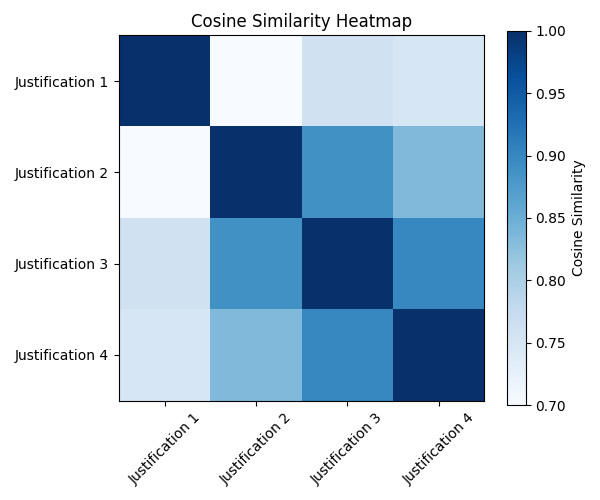 Cosine Similarity Heatmap
Justification 1
Justification 2
Justification 3
Justification 4
Justification 1
Justification 2
Justification 3
Justification 4
1.00
0.95
0.90
0.85
0.80
0.75
0.70
Cosine Similarity